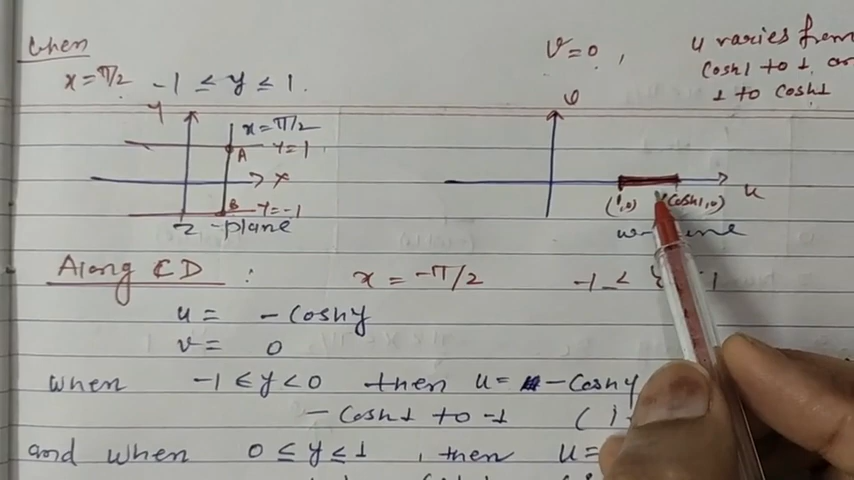 when
x = π/2 -1 ≤ y ≤ 1.
V=0, u varies from
cosh1 to 1 or
1 to cosh1
Y
x = π/2
A Y=1
X
B Y=-1
Z-plane
v
u
(1,0) (cosh1,0)
Along CD : x = -π/2 -1 ≤
u = -coshy
v = 0
when -1 ≤ y < 0 then u = -coshy
-cosh1 to -1
and when 0 ≤ y ≤ 1, then u =